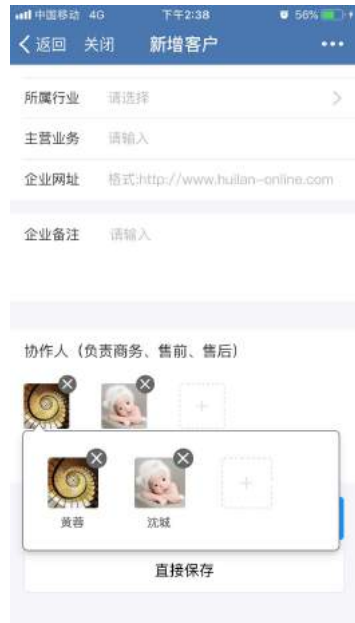 中国移动 4G 下午2:38 56%
返回 关闭 新增客户
所属行业 请选择
主营业务 请输入
企业网址 格式:http://www.huilan-online.com
企业备注 请输入
协作人（负责商务、售前、售后）
黄蓉 沈城
直接保存